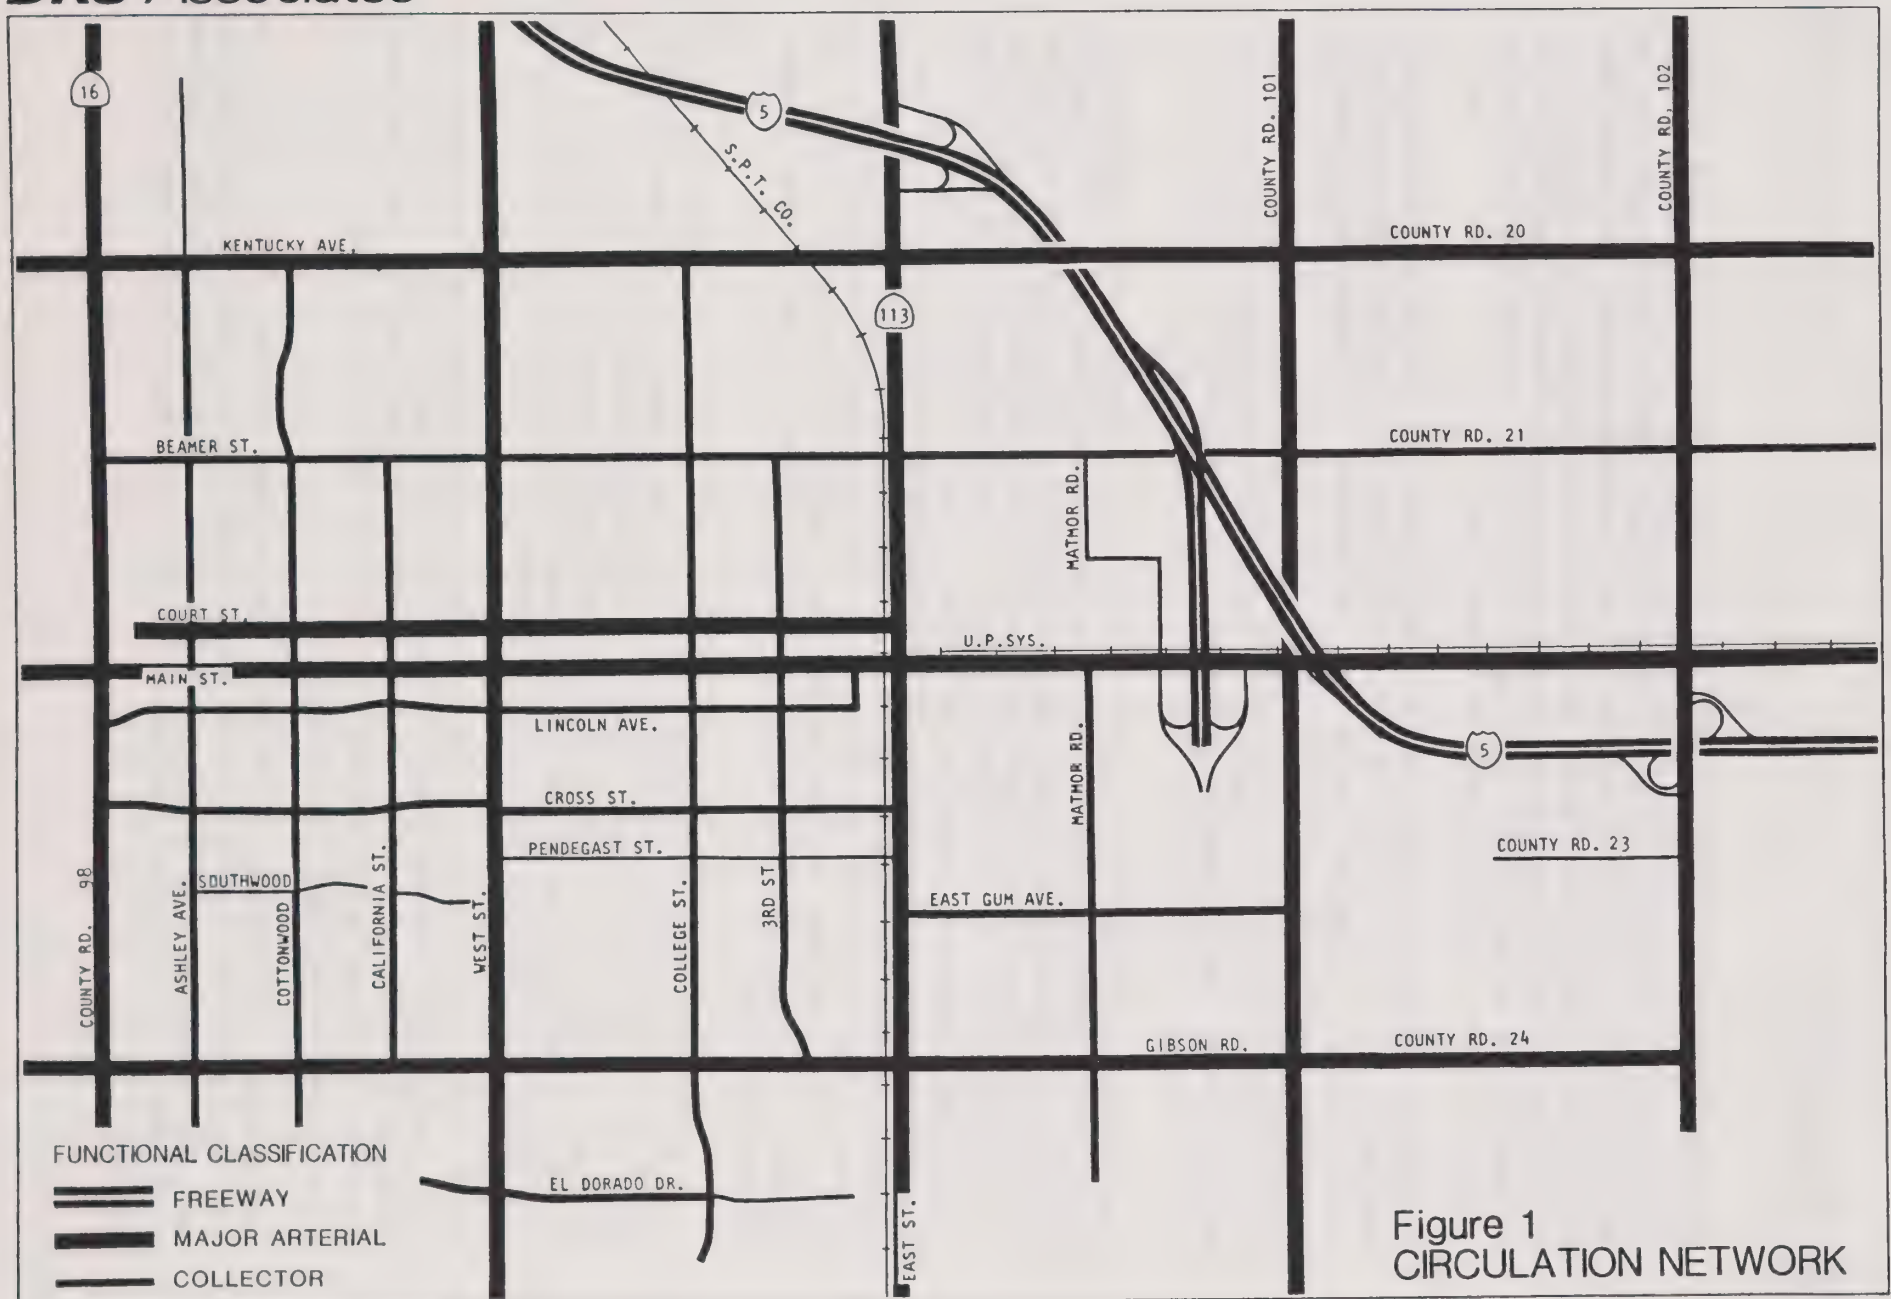 16
5
S.P.T. CO.
COUNTY RD. 101
COUNTY RD. 102
KENTUCKY AVE.
COUNTY RD. 20
113
BEAMER ST.
COUNTY RD. 21
MATMOR RD.
COURT ST.
U.P.SYS.
MAIN ST.
LINCOLN AVE.
MATMOR RD.
5
CROSS ST.
PENDEGAST ST.
COUNTY RD. 23
COUNTY RD. 98
ASHLEY AVE.
SOUTHWOOD
COTTONWOOD
CALIFORNIA ST.
WEST ST.
COLLEGE ST.
3RD ST
EAST GUM AVE.
GIBSON RD.
COUNTY RD. 24
FUNCTIONAL CLASSIFICATION
FREEWAY
MAJOR ARTERIAL
COLLECTOR
EL DORADO DR.
EAST ST.
Figure 1
CIRCULATION NETWORK